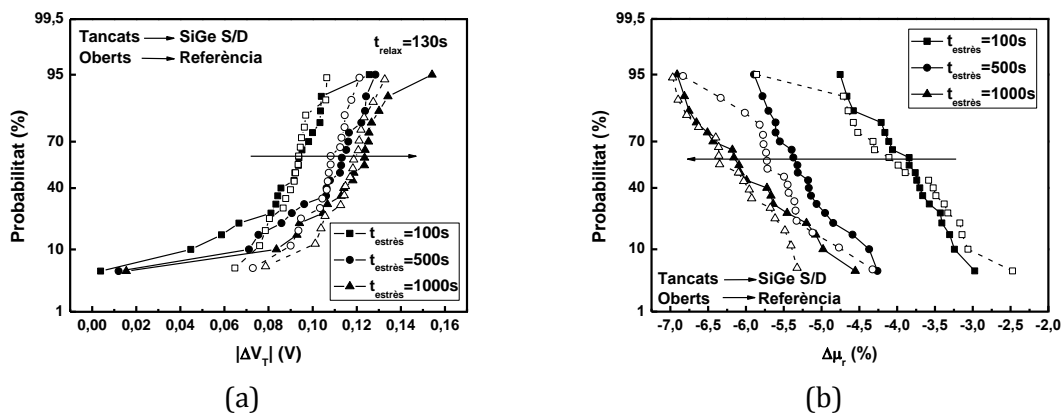 99,5
95
70
40
10
1
Probabilitat (%)
Tancats → SiGe S/D
Oberts → Referència
t_relax=130s
t_estrès=100s
t_estrès=500s
t_estrès=1000s
0,00 0,02 0,04 0,06 0,08 0,10 0,12 0,14 0,16
|ΔV_T| (V)
(a)
99,5
95
70
40
10
1
Probabilitat (%)
t_estrès=100s
t_estrès=500s
t_estrès=1000s
Tancats → SiGe S/D
Oberts → Referència
-7,0 -6,5 -6,0 -5,5 -5,0 -4,5 -4,0 -3,5 -3,0 -2,5 -2,0
Δμ_r (%)
(b)